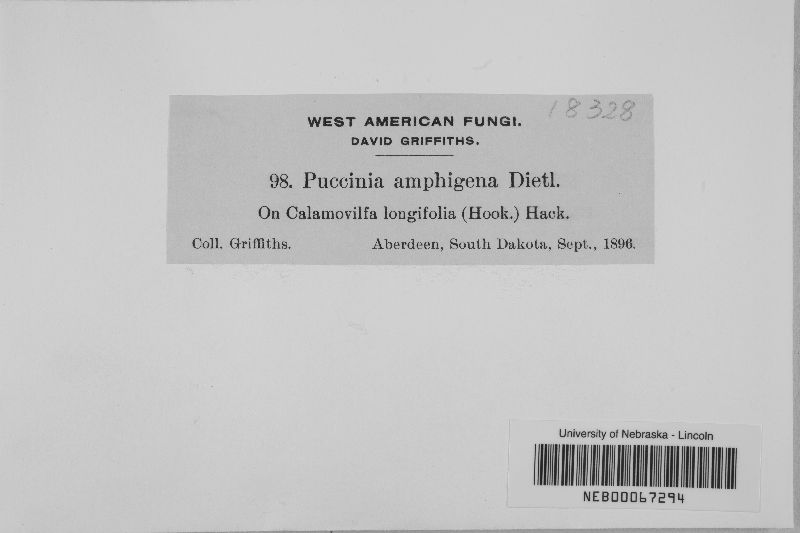 18328
WEST AMERICAN FUNGI.
DAVID GRIFFITHS.
98. Puccinia amphigena Dietl.
On Calamovilfa longifolia (Hook.) Hack.
Coll. Griffiths. Aberdeen, South Dakota, Sept., 1896.
University of Nebraska - Lincoln
NEB00067294